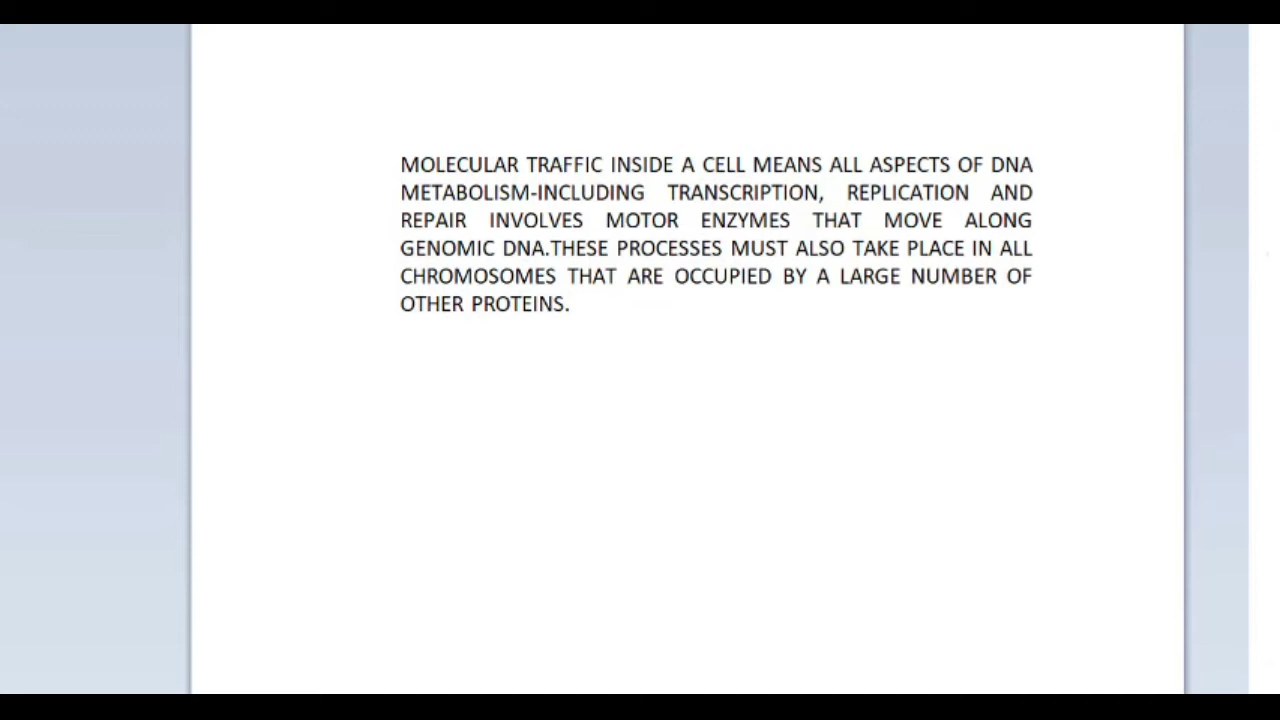 MOLECULAR TRAFFIC INSIDE A CELL MEANS ALL ASPECTS OF DNA
METABOLISM-INCLUDING TRANSCRIPTION, REPLICATION AND
REPAIR INVOLVES MOTOR ENZYMES THAT MOVE ALONG
GENOMIC DNA.THESE PROCESSES MUST ALSO TAKE PLACE IN ALL
CHROMOSOMES THAT ARE OCCUPIED BY A LARGE NUMBER OF
OTHER PROTEINS.